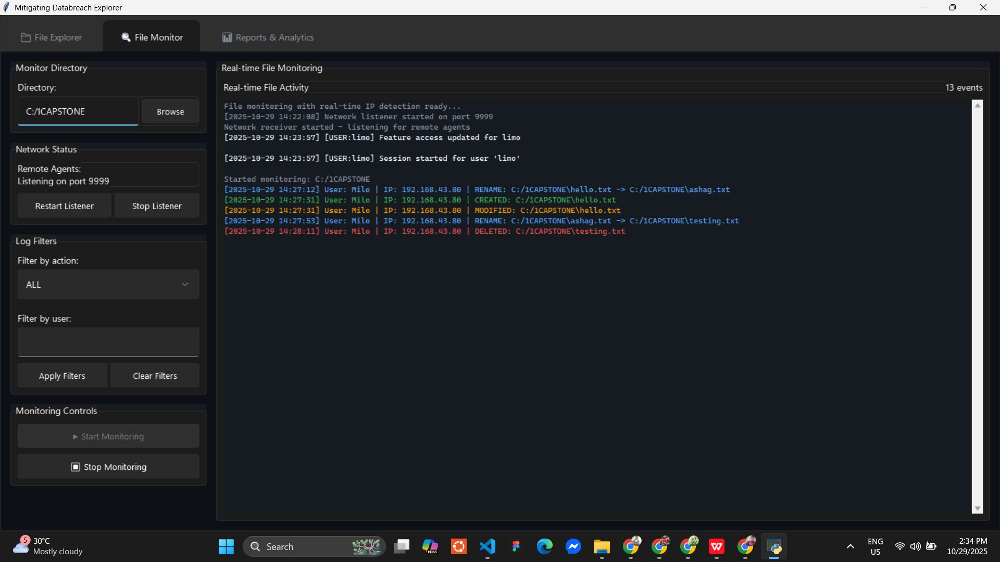 Mitigating Databreach Explorer
File Explorer
File Monitor
Reports & Analytics
Monitor Directory
Directory:
C:/1CAPSTONE
Browse
Network Status
Remote Agents:
Listening on port 9999
Restart Listener
Stop Listener
Log Filters
Filter by action:
ALL
Filter by user:
Apply Filters
Clear Filters
Monitoring Controls
Start Monitoring
Stop Monitoring
Real-time File Monitoring
Real-time File Activity
13 events
File monitoring with real-time IP detection ready...
[2025-10-29 14:22:08] Network listener started on port 9999
Network receiver started - listening for remote agents
[2025-10-29 14:23:57] [USER:limo] Feature access updated for limo
[2025-10-29 14:23:57] [USER:limo] Session started for user 'limo'
Started monitoring: C:/1CAPSTONE
[2025-10-29 14:27:12] User: Milo | IP: 192.168.43.80 | RENAME: C:/1CAPSTONE\hello.txt -> C:/1CAPSTONE\ashag.txt
[2025-10-29 14:27:31] User: Milo | IP: 192.168.43.80 | CREATED: C:/1CAPSTONE\hello.txt
[2025-10-29 14:27:31] User: Milo | IP: 192.168.43.80 | MODIFIED: C:/1CAPSTONE\hello.txt
[2025-10-29 14:27:53] User: Milo | IP: 192.168.43.80 | RENAME: C:/1CAPSTONE\ashag.txt -> C:/1CAPSTONE\testing.txt
[2025-10-29 14:28:11] User: Milo | IP: 192.168.43.80 | DELETED: C:/1CAPSTONE\testing.txt
5
30°C
Mostly cloudy
Search
M365
W
ENG
US
2:34 PM
10/29/2025